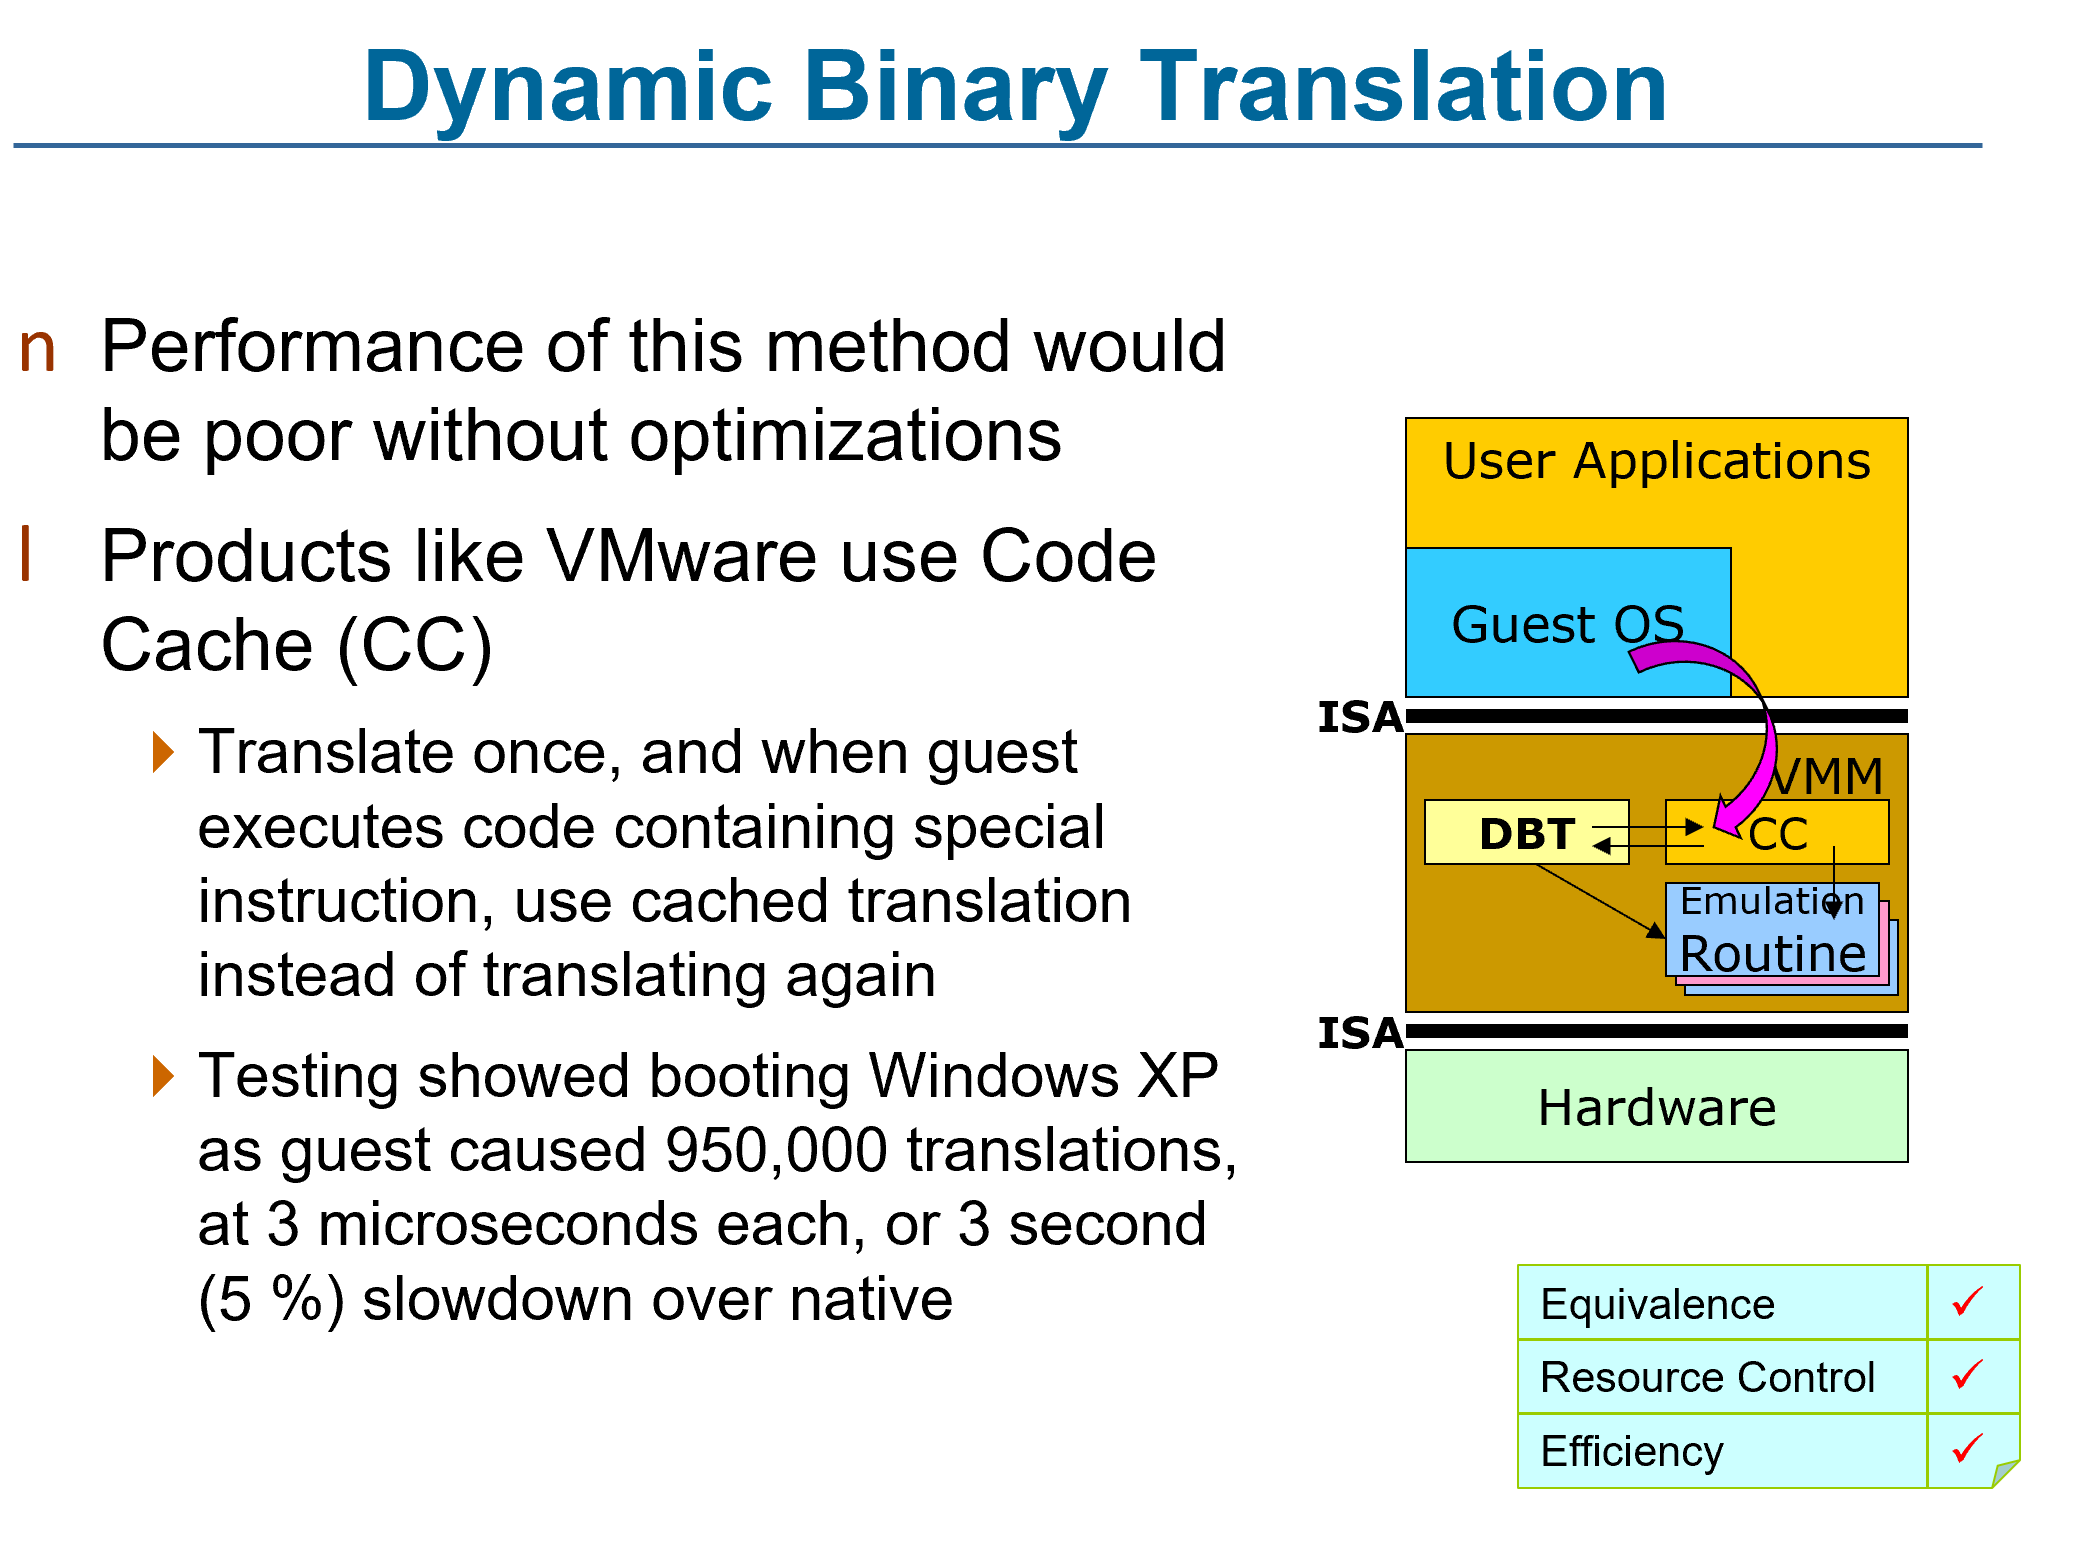 Dynamic Binary Translation
n Performance of this method would
be poor without optimizations
l Products like VMware use Code
Cache (CC)
Translate once, and when guest
executes code containing special
instruction, use cached translation
instead of translating again
Testing showed booting Windows XP
as guest caused 950,000 translations,
at 3 microseconds each, or 3 second
(5 %) slowdown over native
User Applications
Guest OS
ISA
VMM
DBT
CC
Emulation
Routine
ISA
Hardware
Equivalence ✓
Resource Control ✓
Efficiency ✓